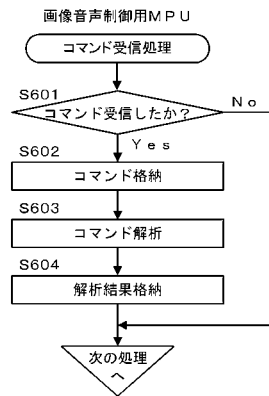 画像音声制御用MPU
コマンド受信処理
S601
コマンド受信したか?
No
Yes
S602
コマンド格納
S603
コマンド解析
S604
解析結果格納
次の処理
へ